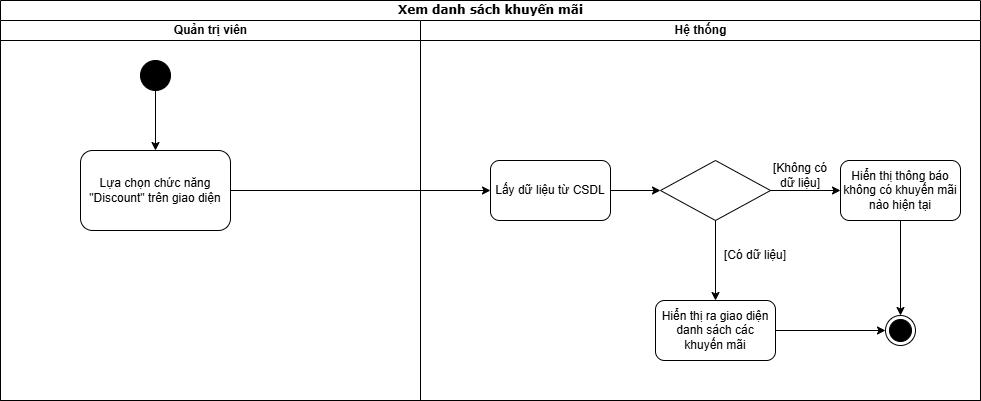 Xem danh sách khuyến mãi
Quản trị viên
Hệ thống
Lựa chọn chức năng
"Discount" trên giao diện
Lấy dữ liệu từ CSDL
[Không có
dữ liệu]
Hiển thị thông báo
không có khuyến mãi
nào hiện tại
[Có dữ liệu]
Hiển thị ra giao diện
danh sách các
khuyến mãi